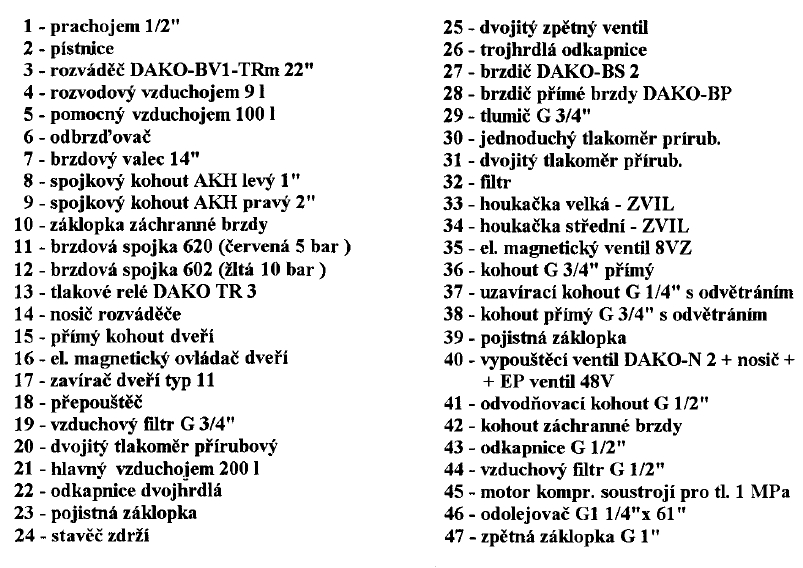 1 - prachojem 1/2"
2 - pístnice
3 - rozváděč DAKO-BV1-TRm 22"
4 - rozvodový vzduchojem 9 l
5 - pomocný vzduchojem 100 l
6 - odbrzďovač
7 - brzdový valec 14"
8 - spojkový kohout AKH levý 1"
9 - spojkový kohout AKH pravý 2"
10 - záklopka záchranné brzdy
11 - brzdová spojka 620 (červená 5 bar )
12 - brzdová spojka 602 (žltá 10 bar )
13 - tlakové relé DAKO TR 3
14 - nosič rozváděče
15 - přímý kohout dveří
16 - el. magnetický ovládač dveří
17 - zavírač dveří typ 11
18 - přepouštěč
19 - vzduchový filtr G 3/4"
20 - dvojitý tlakoměr přírubový
21 - hlavný vzduchojem 200 l
22 - odkapnice dvojhrdlá
23 - pojistná záklopka
24 - stavěč zdrží
25 - dvojitý zpětný ventil
26 - trojhrdlá odkapnice
27 - brzdič DAKO-BS 2
28 - brzdič přímé brzdy DAKO-BP
29 - tlumič G 3/4"
30 - jednoduchý tlakoměr prírub.
31 - dvojitý tlakoměr přírub.
32 - filtr
33 - houkačka velká - ZVIL
34 - houkačka střední - ZVIL
35 - el. magnetický ventil 8VZ
36 - kohout G 3/4" přímý
37 - uzavírací kohout G 1/4" s odvětráním
38 - kohout přímý G 3/4" s odvětráním
39 - pojistná záklopka
40 - vypouštěcí ventil DAKO-N 2 + nosič +
+ EP ventil 48V
41 - odvodňovací kohout G 1/2"
42 - kohout záchranné brzdy
43 - odkapnice G 1/2"
44 - vzduchový filtr G 1/2"
45 - motor kompr. soustrojí pro tl. 1 MPa
46 - odolejovač G1 1/4"x 61"
47 - zpětná záklopka G 1"